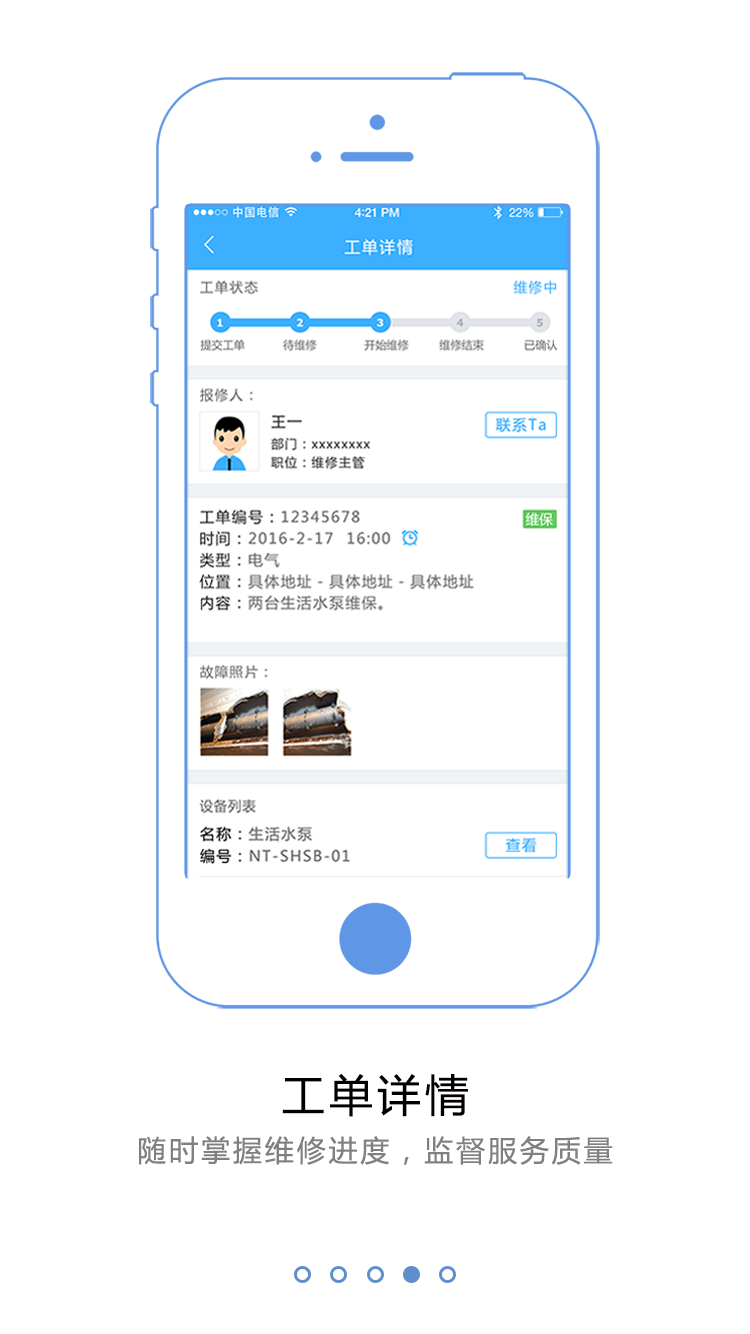 中国电信 4:21 PM 22%
工单详情
工单状态 维修中
1 2 3 4 5
提交工单 待维修 开始维修 维修结束 已确认
报修人：
王一
部门：xxxxxxxx
职位：维修主管
联系Ta
工单编号：12345678 维保
时间：2016-2-17 16:00
类型：电气
位置：具体地址 - 具体地址 - 具体地址
内容：两台生活水泵维保。
故障照片：
设备列表
名称：生活水泵
编号：NT-SHSB-01
查看
工单详情
随时掌握维修进度，监督服务质量